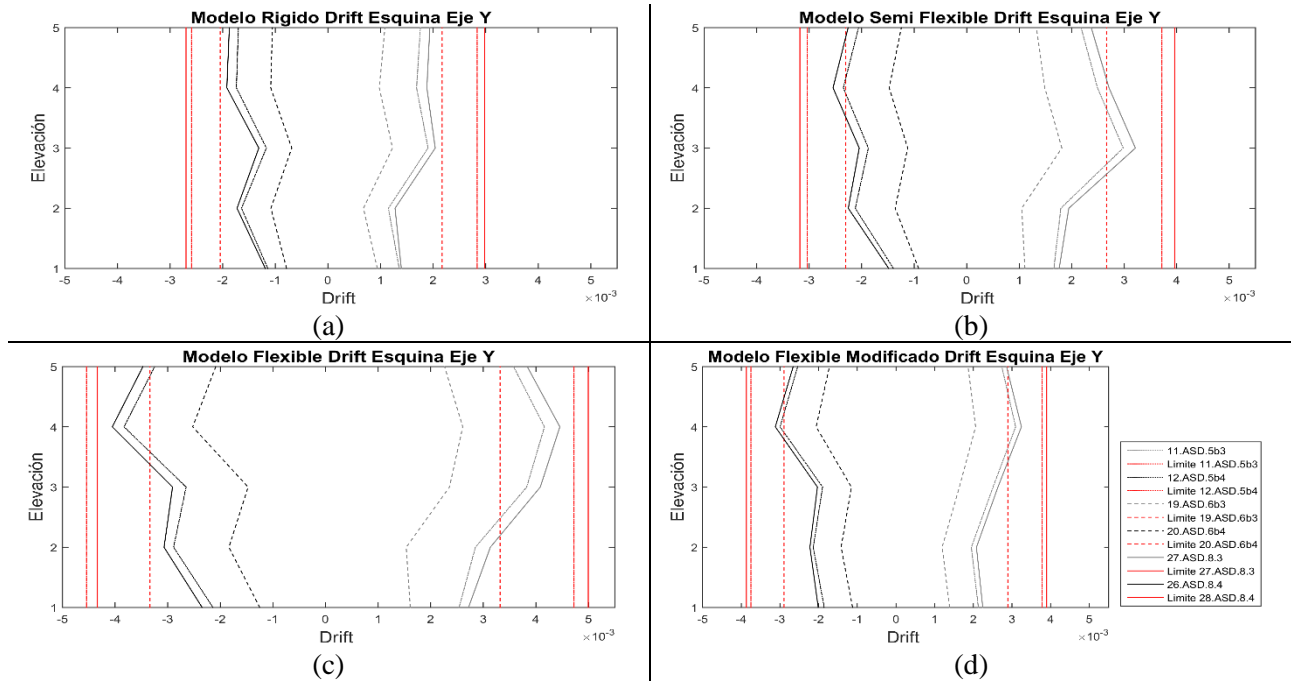 Modelo Rigido Drift Esquina Eje Y
5
4
3
2
1
Elevación
-5 -4 -3 -2 -1 0 1 2 3 4 5
Drift
×10⁻³
(a)
Modelo Semi Flexible Drift Esquina Eje Y
5
4
3
2
1
Elevación
-5 -4 -3 -2 -1 0 1 2 3 4 5
Drift
×10⁻³
(b)
Modelo Flexible Drift Esquina Eje Y
5
4
3
2
1
Elevación
-5 -4 -3 -2 -1 0 1 2 3 4 5
Drift
×10⁻³
(c)
Modelo Flexible Modificado Drift Esquina Eje Y
5
4
3
2
1
Elevación
-5 -4 -3 -2 -1 0 1 2 3 4 5
Drift
×10⁻³
(d)
11.ASD.5b3
Limite 11.ASD.5b3
12.ASD.5b4
Limite 12.ASD.5b4
19.ASD.6b3
Limite 19.ASD.6b3
20.ASD.6b4
Limite 20.ASD.6b4
27.ASD.8.3
Limite 27.ASD.8.3
26.ASD.8.4
Limite 28.ASD.8.4